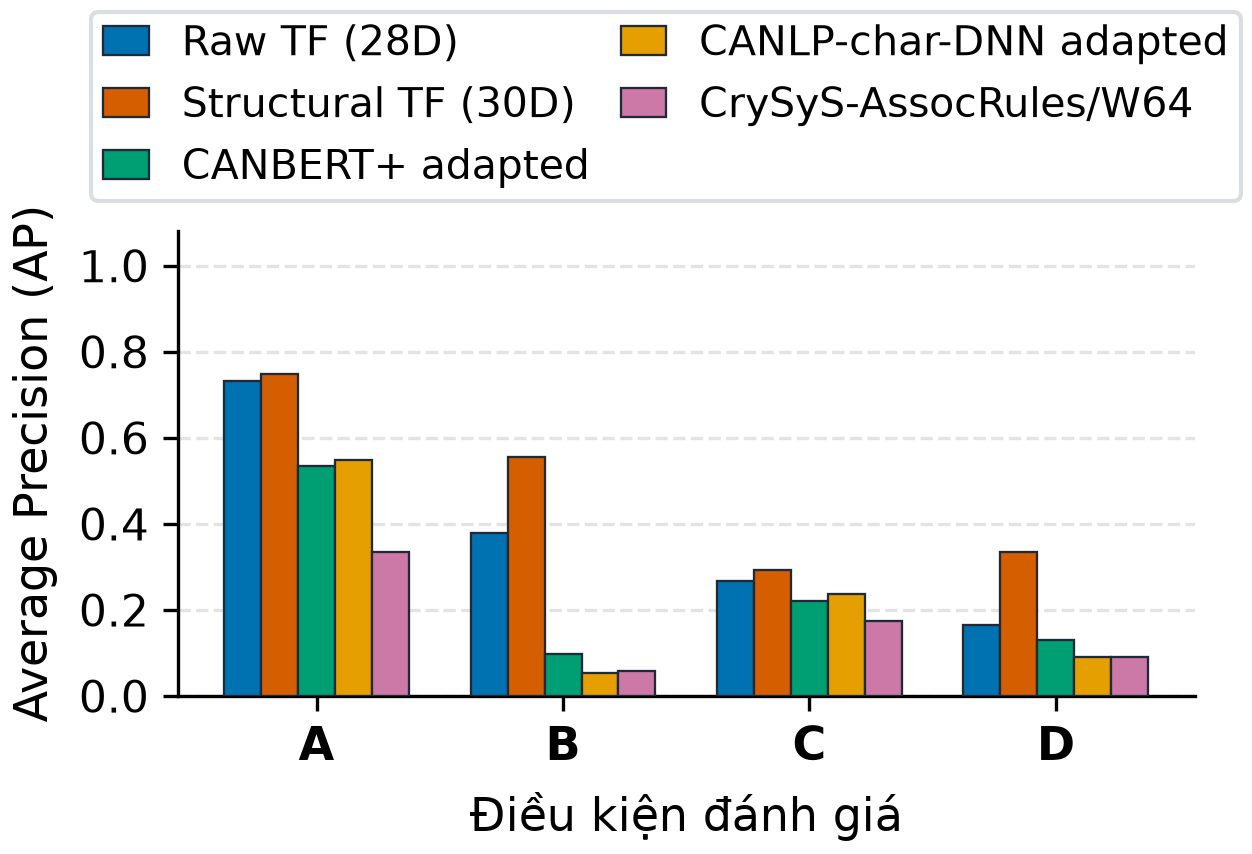 Raw TF (28D)
Structural TF (30D)
CANBERT+ adapted
CANLP-char-DNN adapted
CrySyS-AssocRules/W64
Average Precision (AP)
1.0
0.8
0.6
0.4
0.2
0.0
A B C D
Điều kiện đánh giá